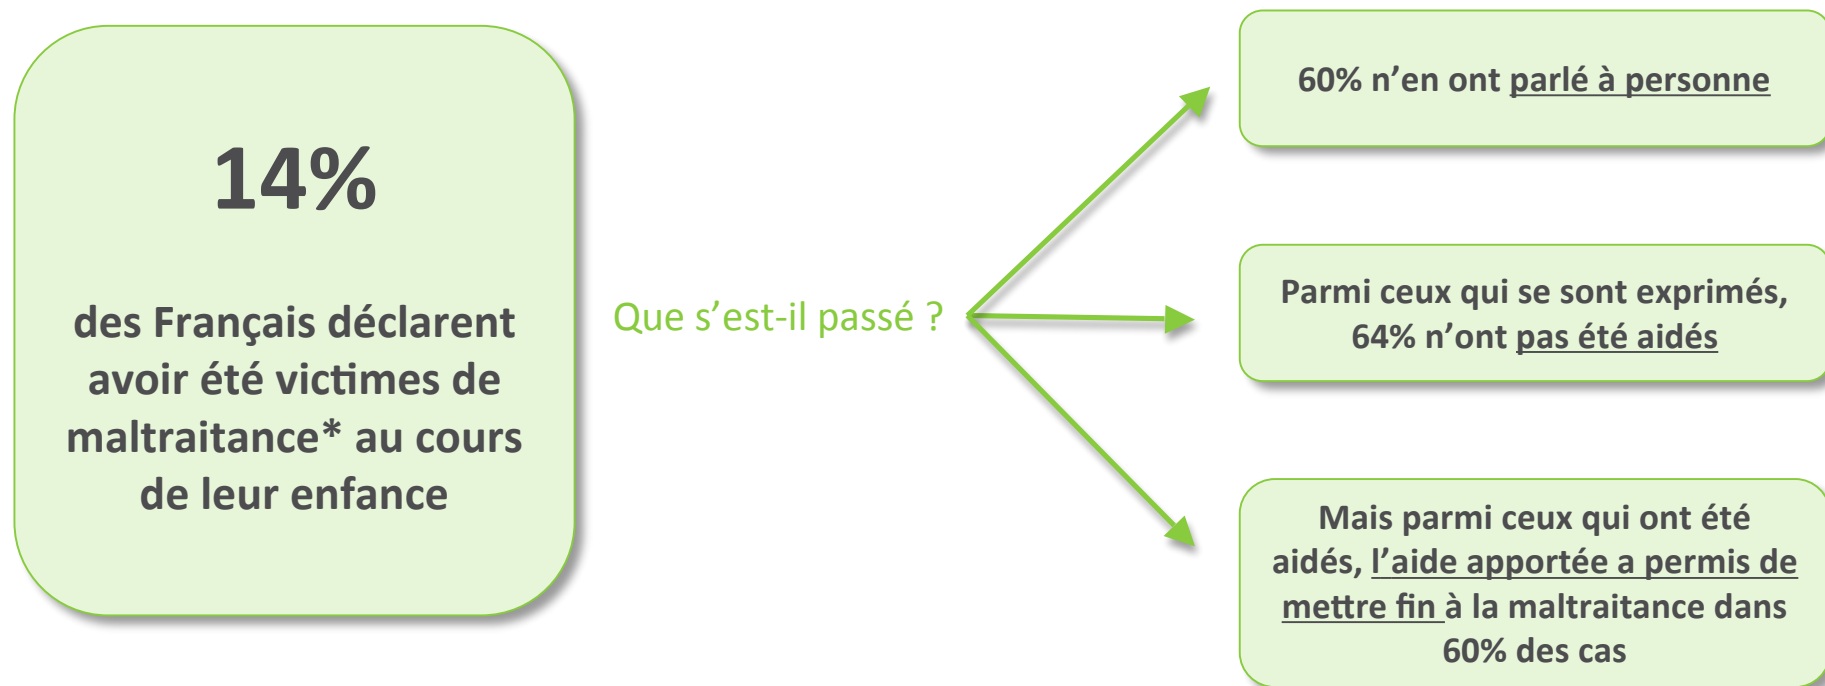 14%
des Français déclarent
avoir été victimes de
maltraitance* au cours
de leur enfance
Que s’est-il passé ?
60% n’en ont parlé à personne
Parmi ceux qui se sont exprimés,
64% n’ont pas été aidés
Mais parmi ceux qui ont été
aidés, l’aide apportée a permis de
mettre fin à la maltraitance dans
60% des cas